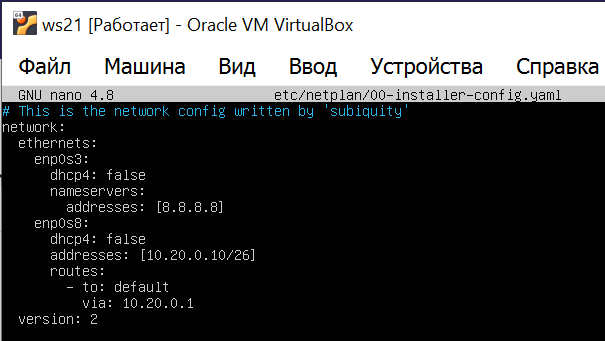 64
ws21 [Работает] - Oracle VM VirtualBox
Файл Машина Вид Ввод Устройства Справка
GNU nano 4.8 etc/netplan/00-installer-config.yaml
# This is the network config written by 'subiquity'
network:
  ethernets:
    enp0s3:
      dhcp4: false
      nameservers:
        addresses: [8.8.8.8]
    enp0s8:
      dhcp4: false
      addresses: [10.20.0.10/26]
      routes:
        - to: default
          via: 10.20.0.1
  version: 2